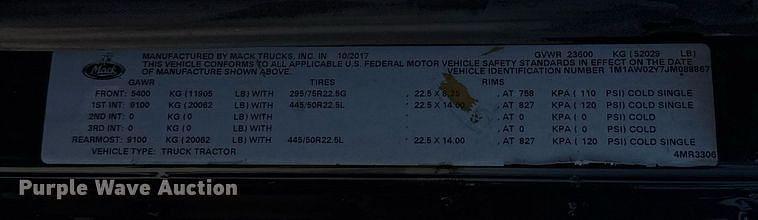 MANUFACTURED BY MACK TRUCKS, INC. IN 10/2017 GVWR 23600 KG (52029 LB)
THIS VEHICLE CONFORMS TO ALL APPLICABLE U.S. FEDERAL MOTOR VEHICLE SAFETY STANDARDS IN EFFECT ON THE DATE
Mack OF MANUFACTURE SHOWN ABOVE. VEHICLE IDENTIFICATION NUMBER 1M1AW02Y7JM088867
GAWR TIRES RIMS
FRONT: 5400 KG (11905 LB) WITH 295/75R22.5G , 22.5 X 8.25 , AT 758 KPA ( 110 PSI) COLD SINGLE
1ST INT: 9100 KG (20062 LB) WITH 445/50R22.5L , 22.5 X 14.00 , AT 827 KPA ( 120 PSI) COLD SINGLE
2ND INT: 0 KG (0 LB) WITH , , AT 0 KPA ( 0 PSI) COLD
3RD INT: 0 KG (0 LB) WITH , , AT 0 KPA ( 0 PSI) COLD
REARMOST: 9100 KG (20062 LB) WITH 445/50R22.5L , 22.5 X 14.00 , AT 827 KPA ( 120 PSI) COLD SINGLE
VEHICLE TYPE: TRUCK TRACTOR 4MR3306
Purple Wave Auction